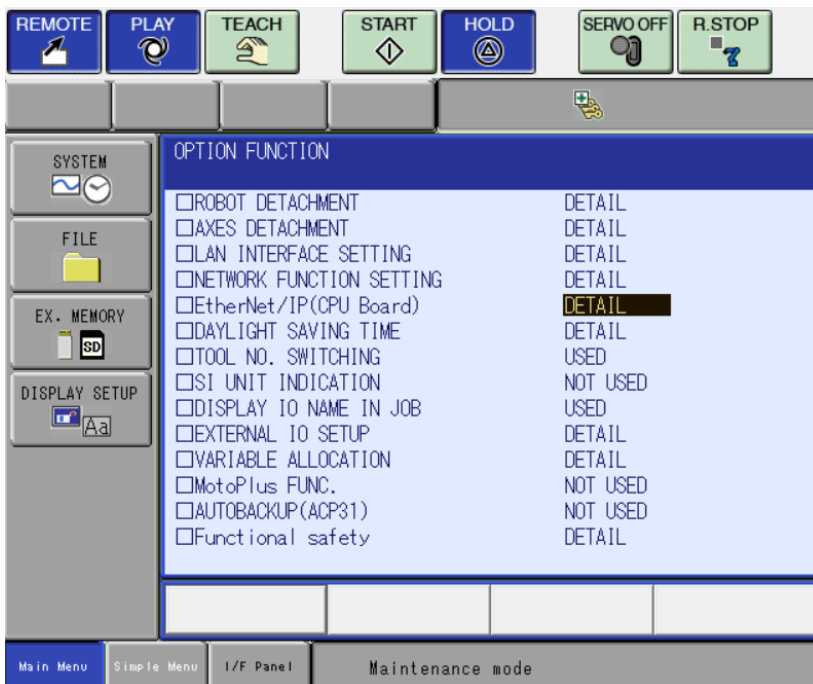 REMOTE PLAY TEACH START HOLD SERVO OFF R.STOP
SYSTEM
FILE
EX. MEMORY
SD
DISPLAY SETUP
Aa
OPTION FUNCTION
ROBOT DETACHMENT DETAIL
AXES DETACHMENT DETAIL
LAN INTERFACE SETTING DETAIL
NETWORK FUNCTION SETTING DETAIL
EtherNet/IP(CPU Board) DETAIL
DAYLIGHT SAVING TIME DETAIL
TOOL NO. SWITCHING USED
SI UNIT INDICATION NOT USED
DISPLAY IO NAME IN JOB USED
EXTERNAL IO SETUP DETAIL
VARIABLE ALLOCATION DETAIL
MotoPlus FUNC. NOT USED
AUTOBACKUP(ACP31) NOT USED
Functional safety DETAIL
Main Menu Simple Menu I/F Panel Maintenance mode